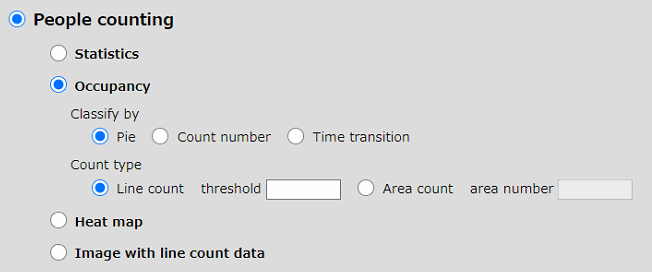 People counting
Statistics
Occupancy
Classify by
Pie Count number Time transition
Count type
Line count threshold Area count area number
Heat map
Image with line count data